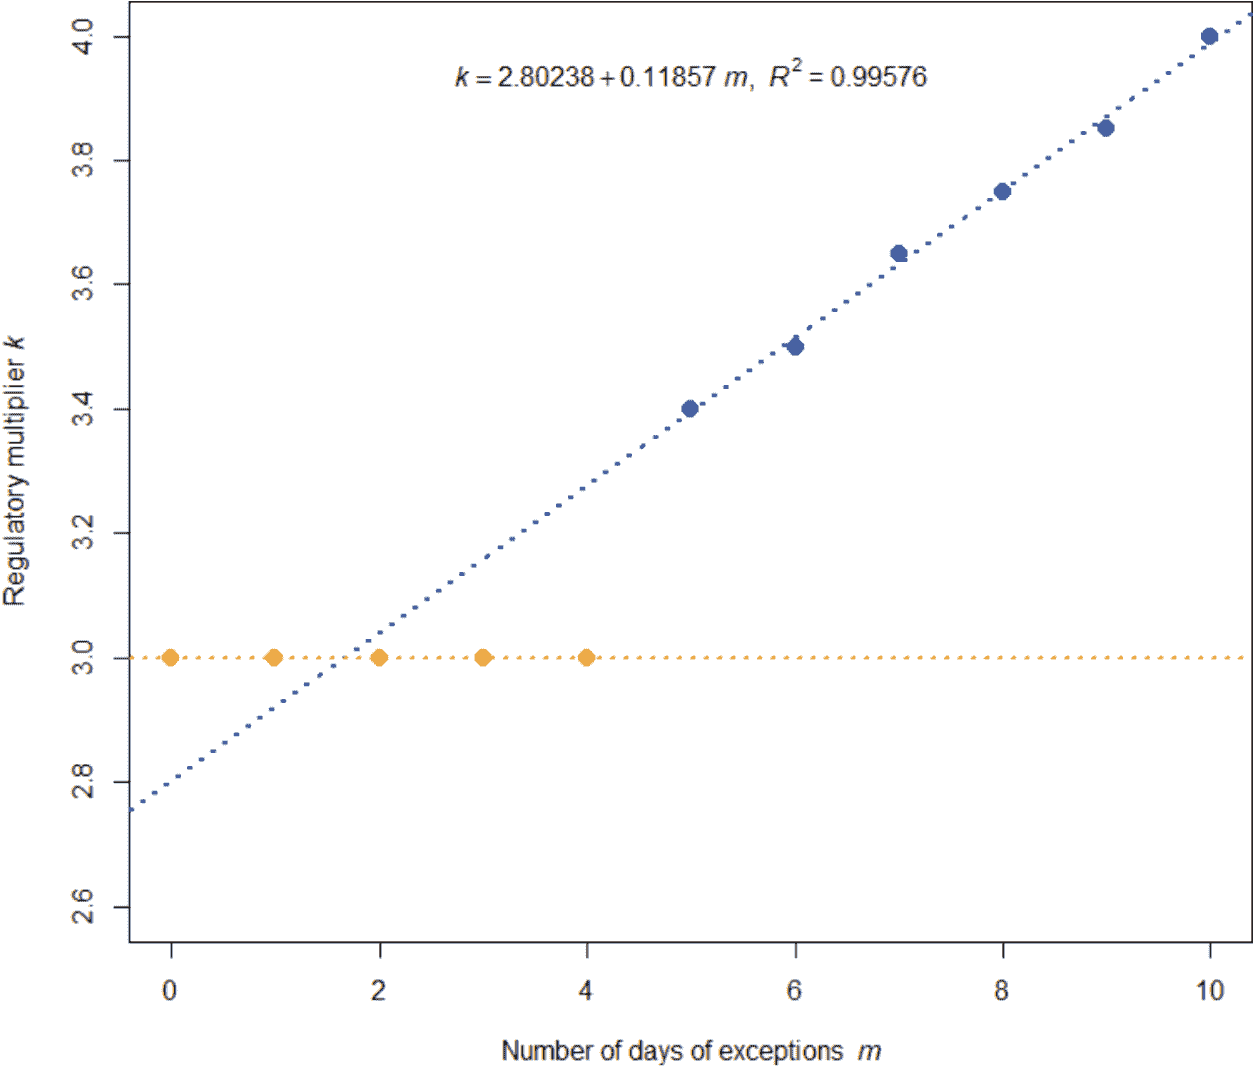 k = 2.80238 + 0.11857 m, R² = 0.99576
Regulatory multiplier k
4.0
3.8
3.6
3.4
3.2
3.0
2.8
2.6
0 2 4 6 8 10
Number of days of exceptions m